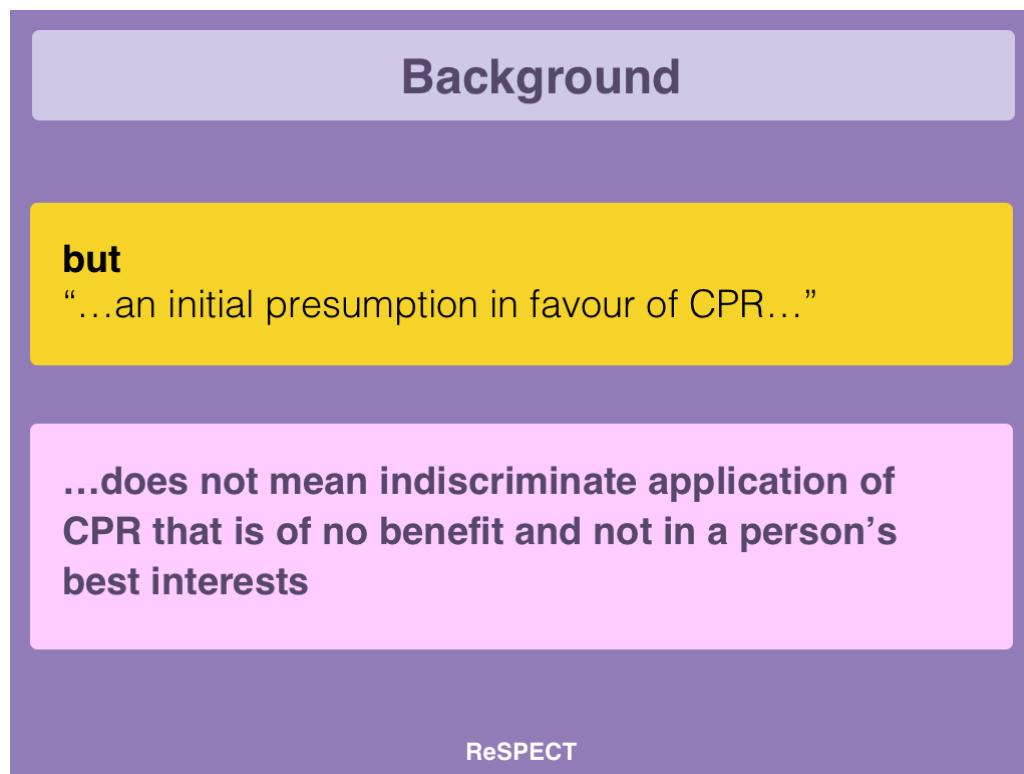 Background
but
“…an initial presumption in favour of CPR…”
…does not mean indiscriminate application of
CPR that is of no benefit and not in a person’s
best interests
ReSPECT